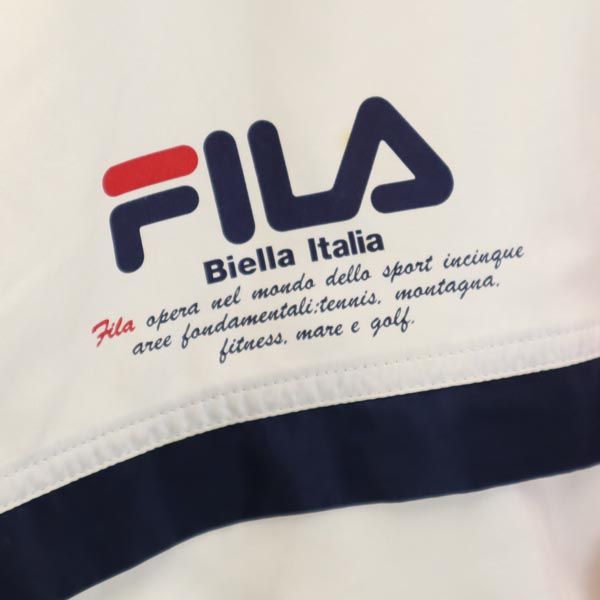 FILA
Biella Italia
Fila opera nel mondo dello sport incinque
aree fondamentali:tennis, montagna,
fitness, mare e golf.